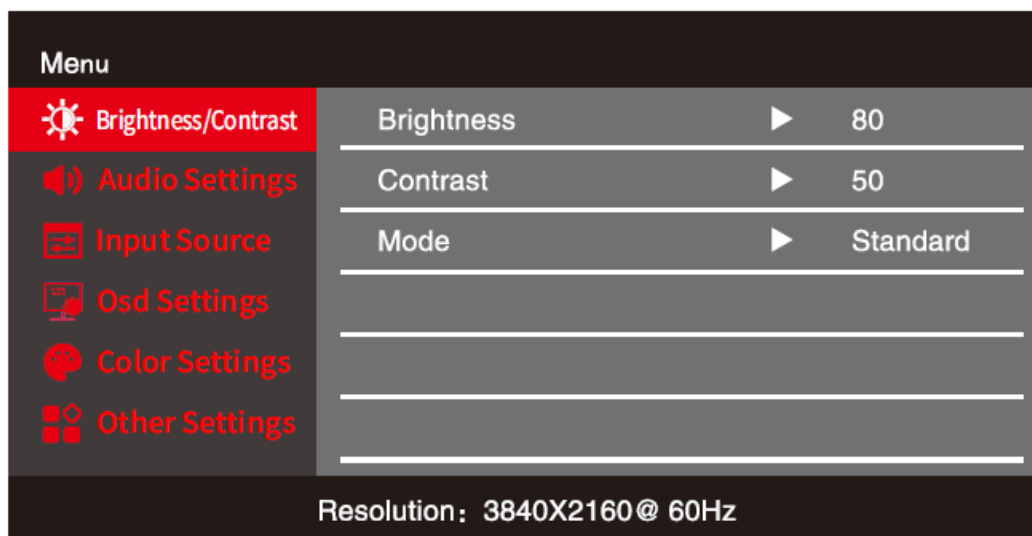 Menu
Brightness/Contrast
Brightness 80
Audio Settings
Contrast 50
Input Source
Mode Standard
Osd Settings
Color Settings
Other Settings
Resolution：3840X2160@ 60Hz